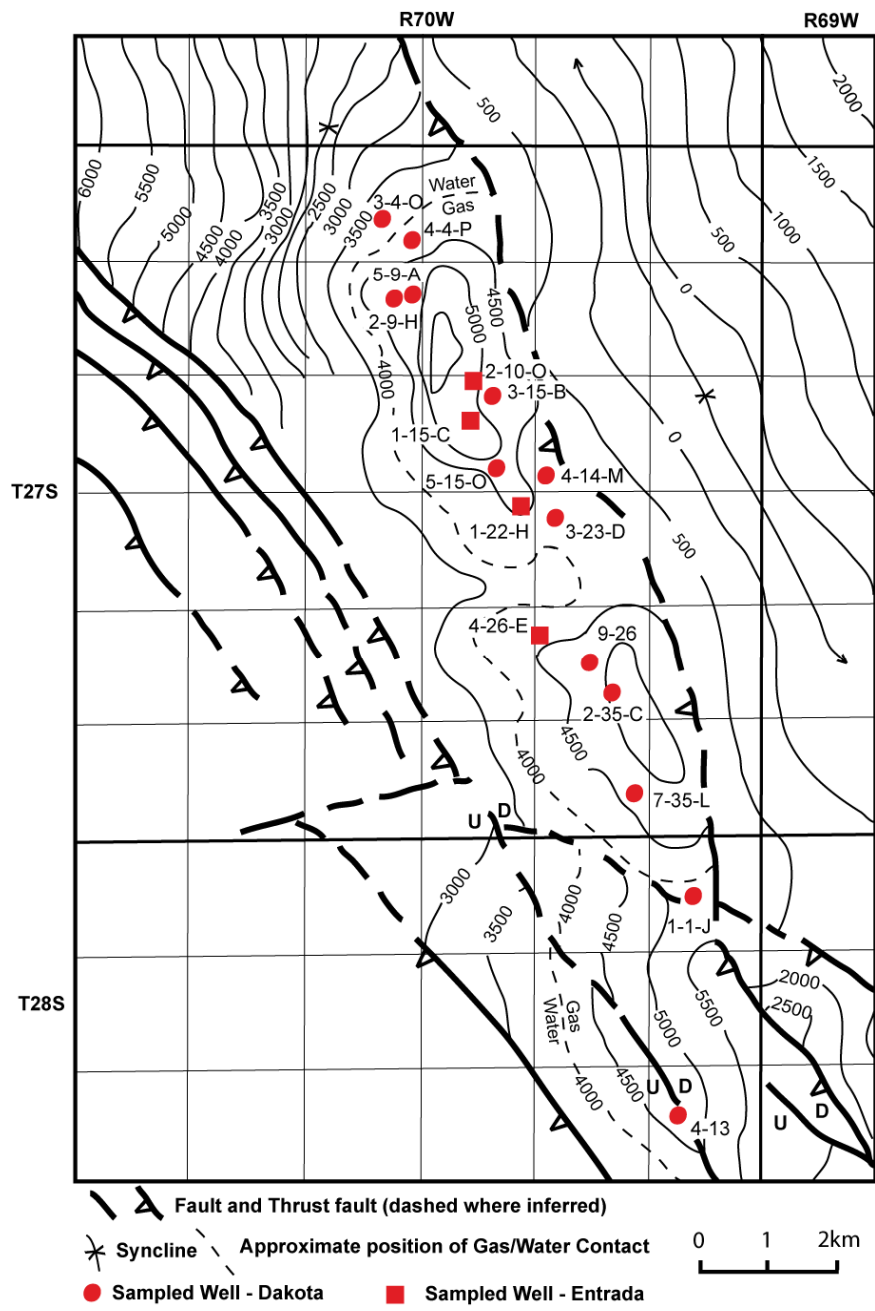 R70W
R69W
500
2000
1500
6000
5500
5000
4500
4000
3500
3000
2500
3000
3500
Water
Gas
3-4-O
4-4-P
5-9-A
2-9-H
4500
5000
4000
500
1000
0
2-10-O
3-15-B
1-15-C
0
5-15-O
4-14-M
T27S
1-22-H
3-23-D
500
4-26-E
9-26
2-35-C
4500
4000
7-35-L
U
D
3000
3500
4000
4500
1-1-J
T28S
Gas
Water
5000
5500
2000
2500
4500
4000
U
D
4-13
U
D
Fault and Thrust fault (dashed where inferred)
Syncline
Approximate position of Gas/Water Contact
0
1
2km
Sampled Well - Dakota
Sampled Well - Entrada